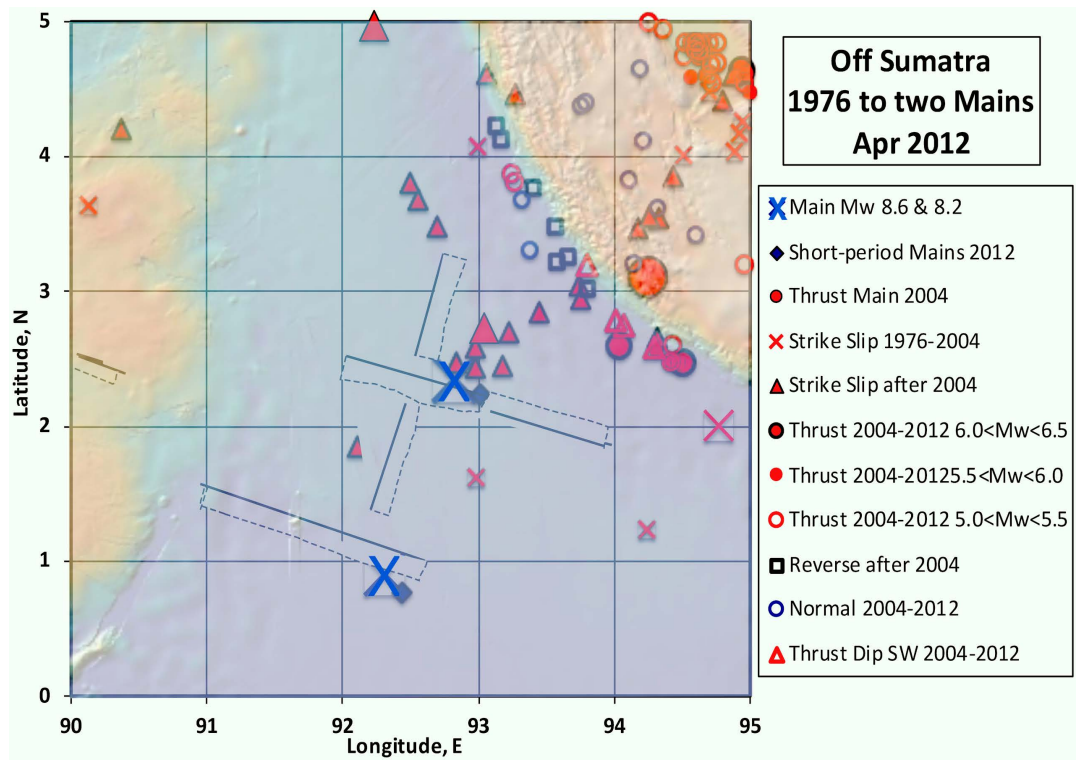 5
4
3
2
1
0
90
91
92
93
94
95
Latitude, N
Longitude, E
Off Sumatra
1976 to two Mains
Apr 2012
Main Mw 8.6 & 8.2
Short-period Mains 2012
Thrust Main 2004
Strike Slip 1976-2004
Strike Slip after 2004
Thrust 2004-2012 6.0<Mw<6.5
Thrust 2004-20125.5<Mw<6.0
Thrust 2004-2012 5.0<Mw<5.5
Reverse after 2004
Normal 2004-2012
Thrust Dip SW 2004-2012